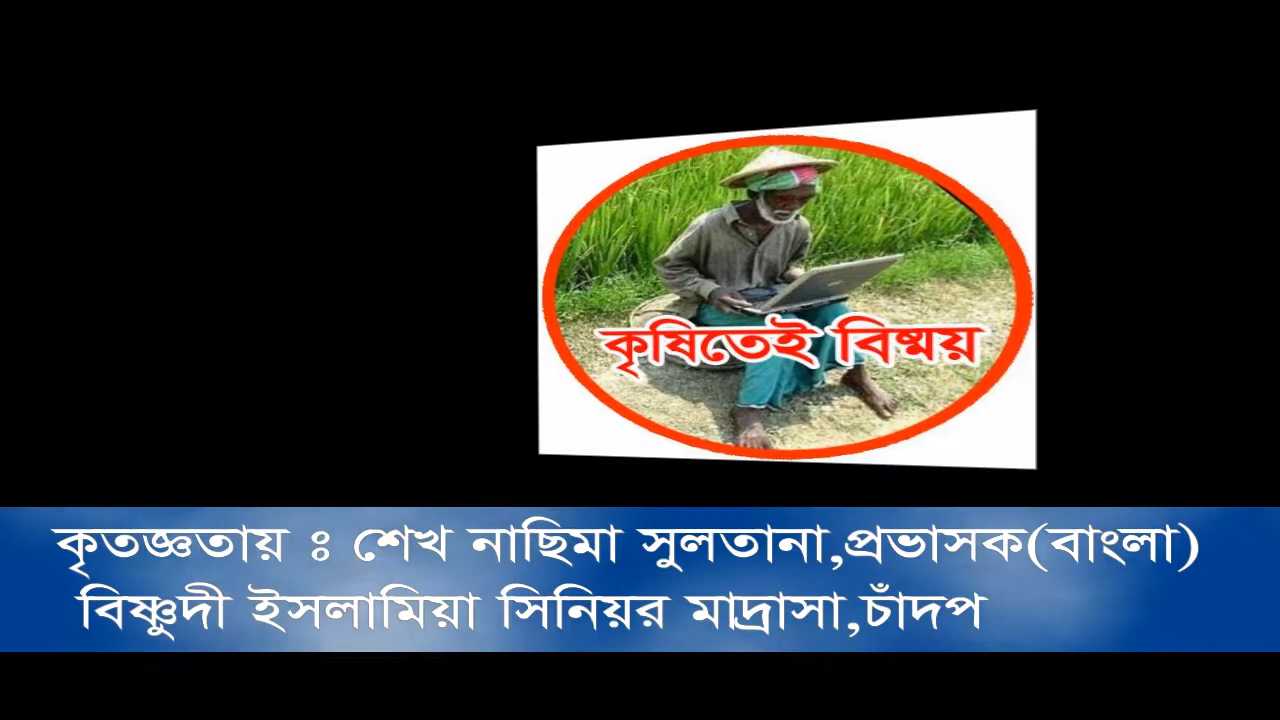 কৃষিতেই বিষ্ময়
কৃতজ্ঞতায় ঃ শেখ নাছিমা সুলতানা,প্রভাসক(বাংলা)
বিষ্ণুদী ইসলামিয়া সিনিয়র মাদ্রাসা,চাঁদপ